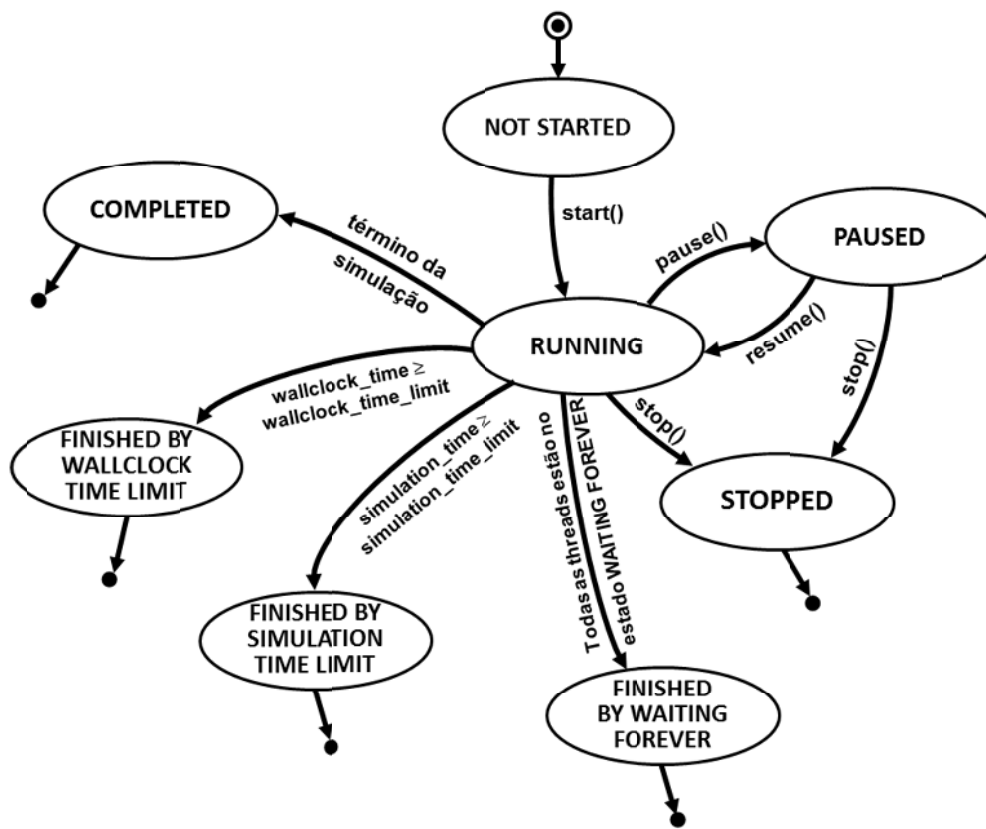 NOT STARTED
start()
COMPLETED
término da
simulação
pause()
PAUSED
resume()
stop()
RUNNING
wallclock_time ≥
wallclock_time_limit
FINISHED BY
WALLCLOCK
TIME LIMIT
simulation_time ≥
simulation_time_limit
Todas as threads estão no
estado WAITING FOREVER
stop()
STOPPED
FINISHED BY
SIMULATION
TIME LIMIT
FINISHED
BY WAITING
FOREVER